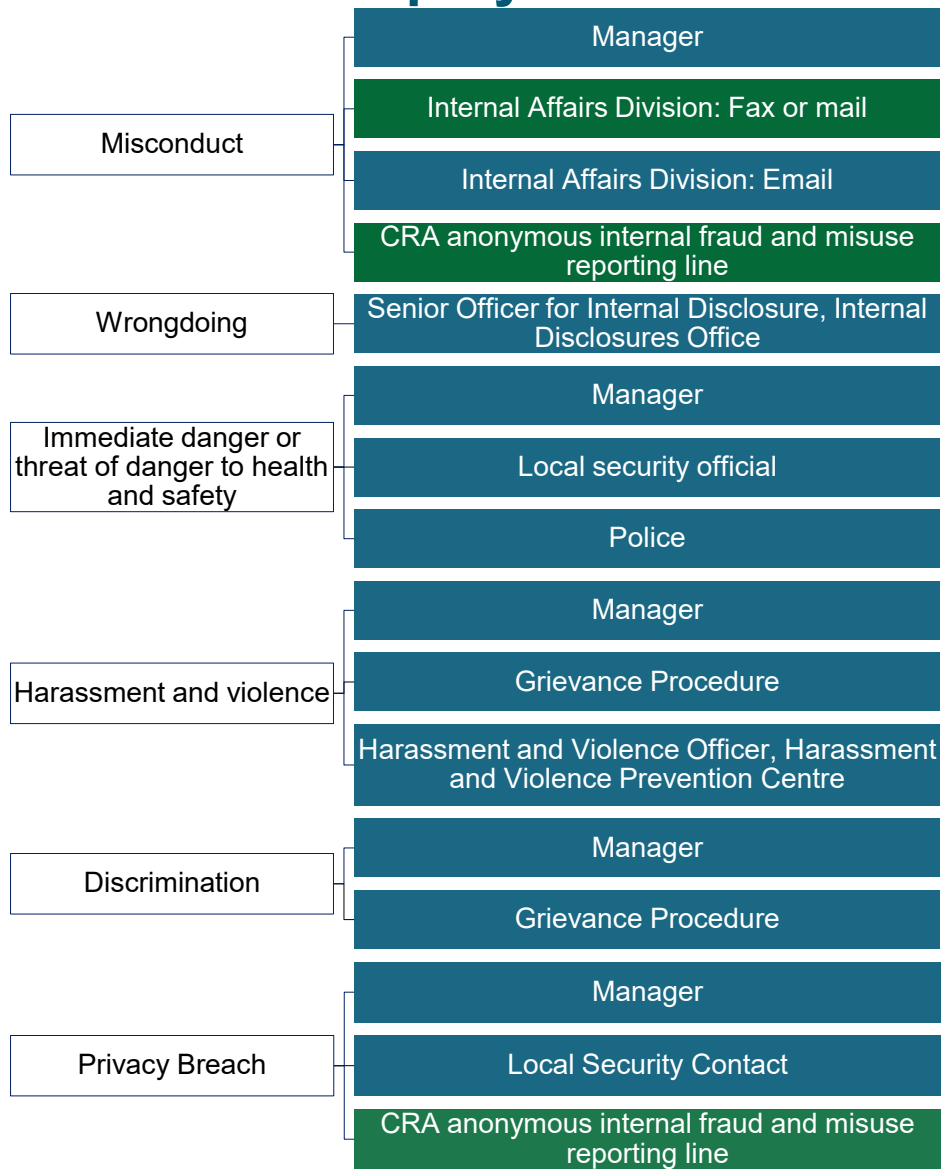 Misconduct
Manager
Internal Affairs Division: Fax or mail
Internal Affairs Division: Email
CRA anonymous internal fraud and misuse
reporting line
Wrongdoing
Senior Officer for Internal Disclosure, Internal
Disclosures Office
Immediate danger or
threat of danger to health
and safety
Manager
Local security official
Police
Harassment and violence
Manager
Grievance Procedure
Harassment and Violence Officer, Harassment
and Violence Prevention Centre
Discrimination
Manager
Grievance Procedure
Privacy Breach
Manager
Local Security Contact
CRA anonymous internal fraud and misuse
reporting line